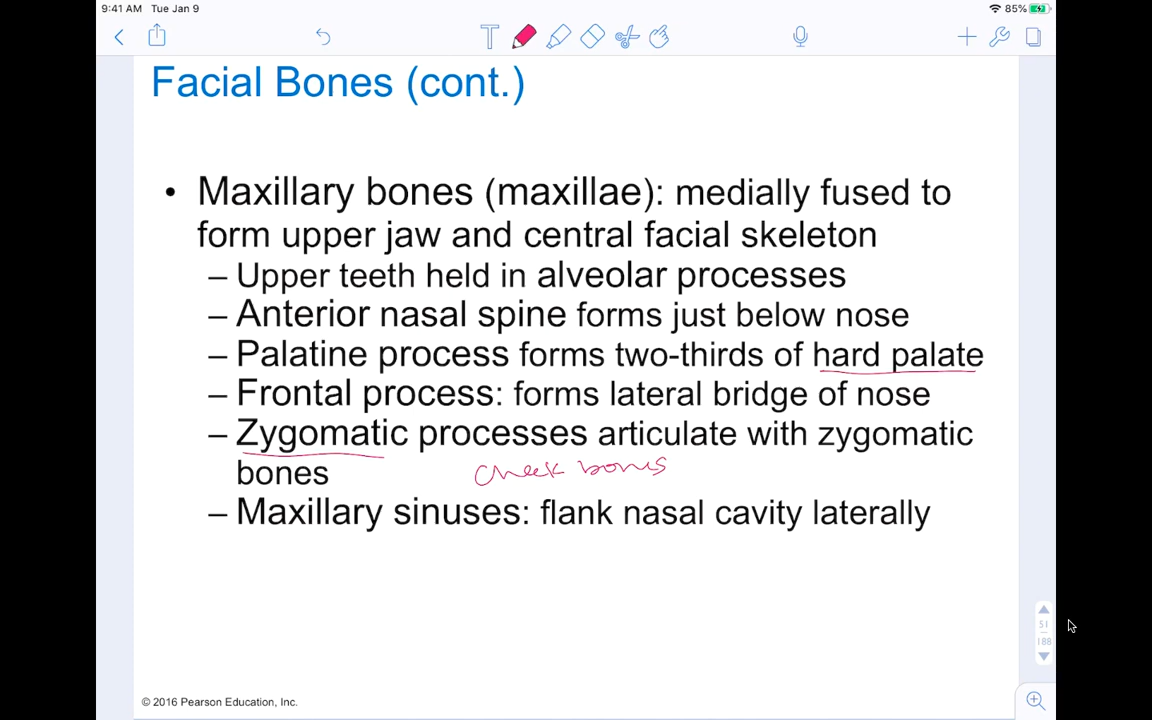 9:41 AM Tue Jan 9
85%
Facial Bones (cont.)
• Maxillary bones (maxillae): medially fused to
form upper jaw and central facial skeleton
– Upper teeth held in alveolar processes
– Anterior nasal spine forms just below nose
– Palatine process forms two-thirds of hard palate
– Frontal process: forms lateral bridge of nose
– Zygomatic processes articulate with zygomatic
bones
cheek bones
– Maxillary sinuses: flank nasal cavity laterally
51
188
© 2016 Pearson Education, Inc.